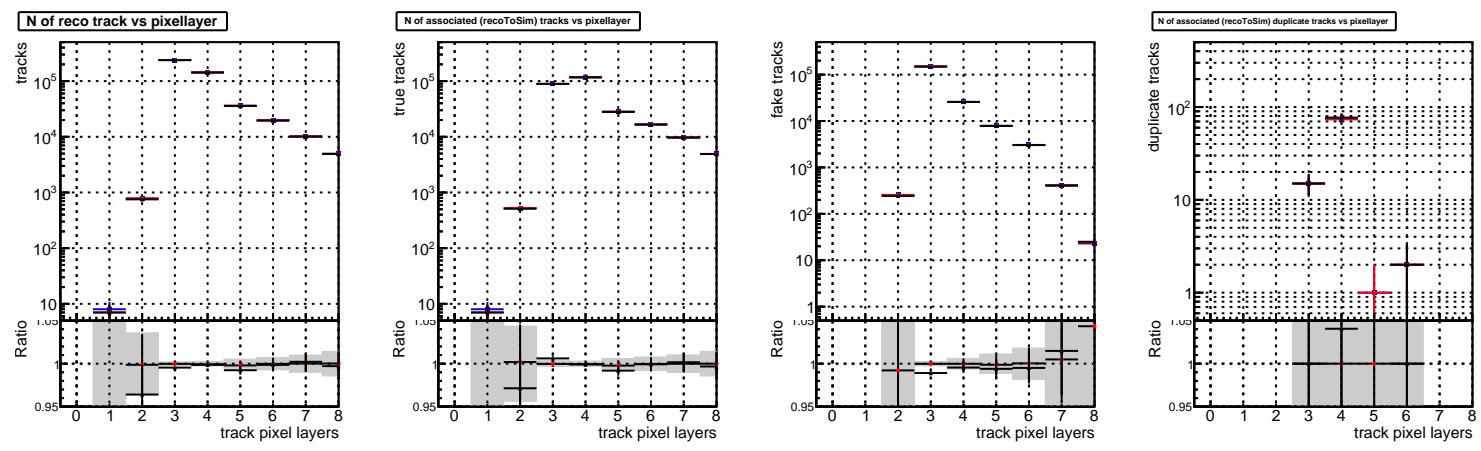 N of reco track vs pixellayer
tracks
10^5
10^4
10^3
10^2
10
Ratio
1.05
1
0.95
0 1 2 3 4 5 6 7 8
track pixel layers
N of associated (recoToSim) tracks vs pixellayer
true tracks
10^5
10^4
10^3
10^2
10
Ratio
1.05
1
0.95
0 1 2 3 4 5 6 7 8
track pixel layers
fake tracks
10^5
10^4
10^3
10^2
10
1
Ratio
1.05
1
0.95
0 1 2 3 4 5 6 7 8
track pixel layers
N of associated (recoToSim) duplicate tracks vs pixellayer
duplicate tracks
10^2
10
1
Ratio
1.05
1
0.95
0 1 2 3 4 5 6 7 8
track pixel layers